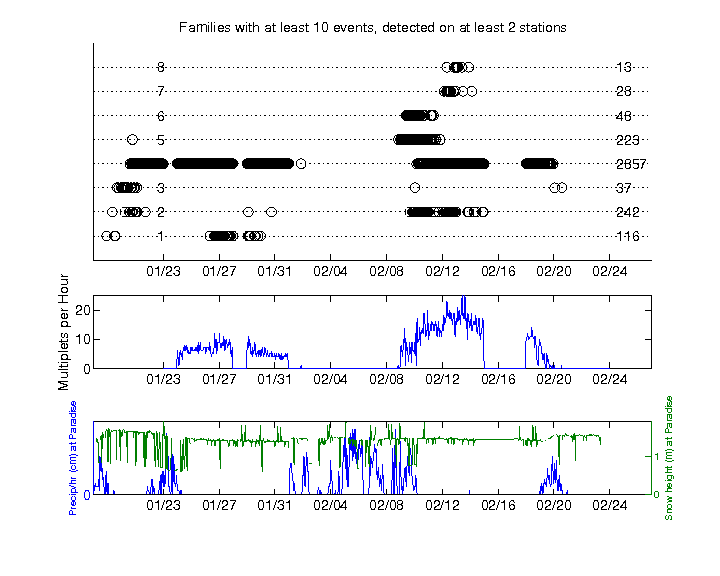 Families with at least 10 events, detected on at least 2 stations
8 13
7 28
6 46
5 223
2857
3 37
2 242
1 116
01/23 01/27 01/31 02/04 02/08 02/12 02/16 02/20 02/24
Multiplets per Hour
20
10
0
01/23 01/27 01/31 02/04 02/08 02/12 02/16 02/20 02/24
Precip/hr (cm) at Paradise
0
1
0
Snow height (m) at Paradise
01/23 01/27 01/31 02/04 02/08 02/12 02/16 02/20 02/24